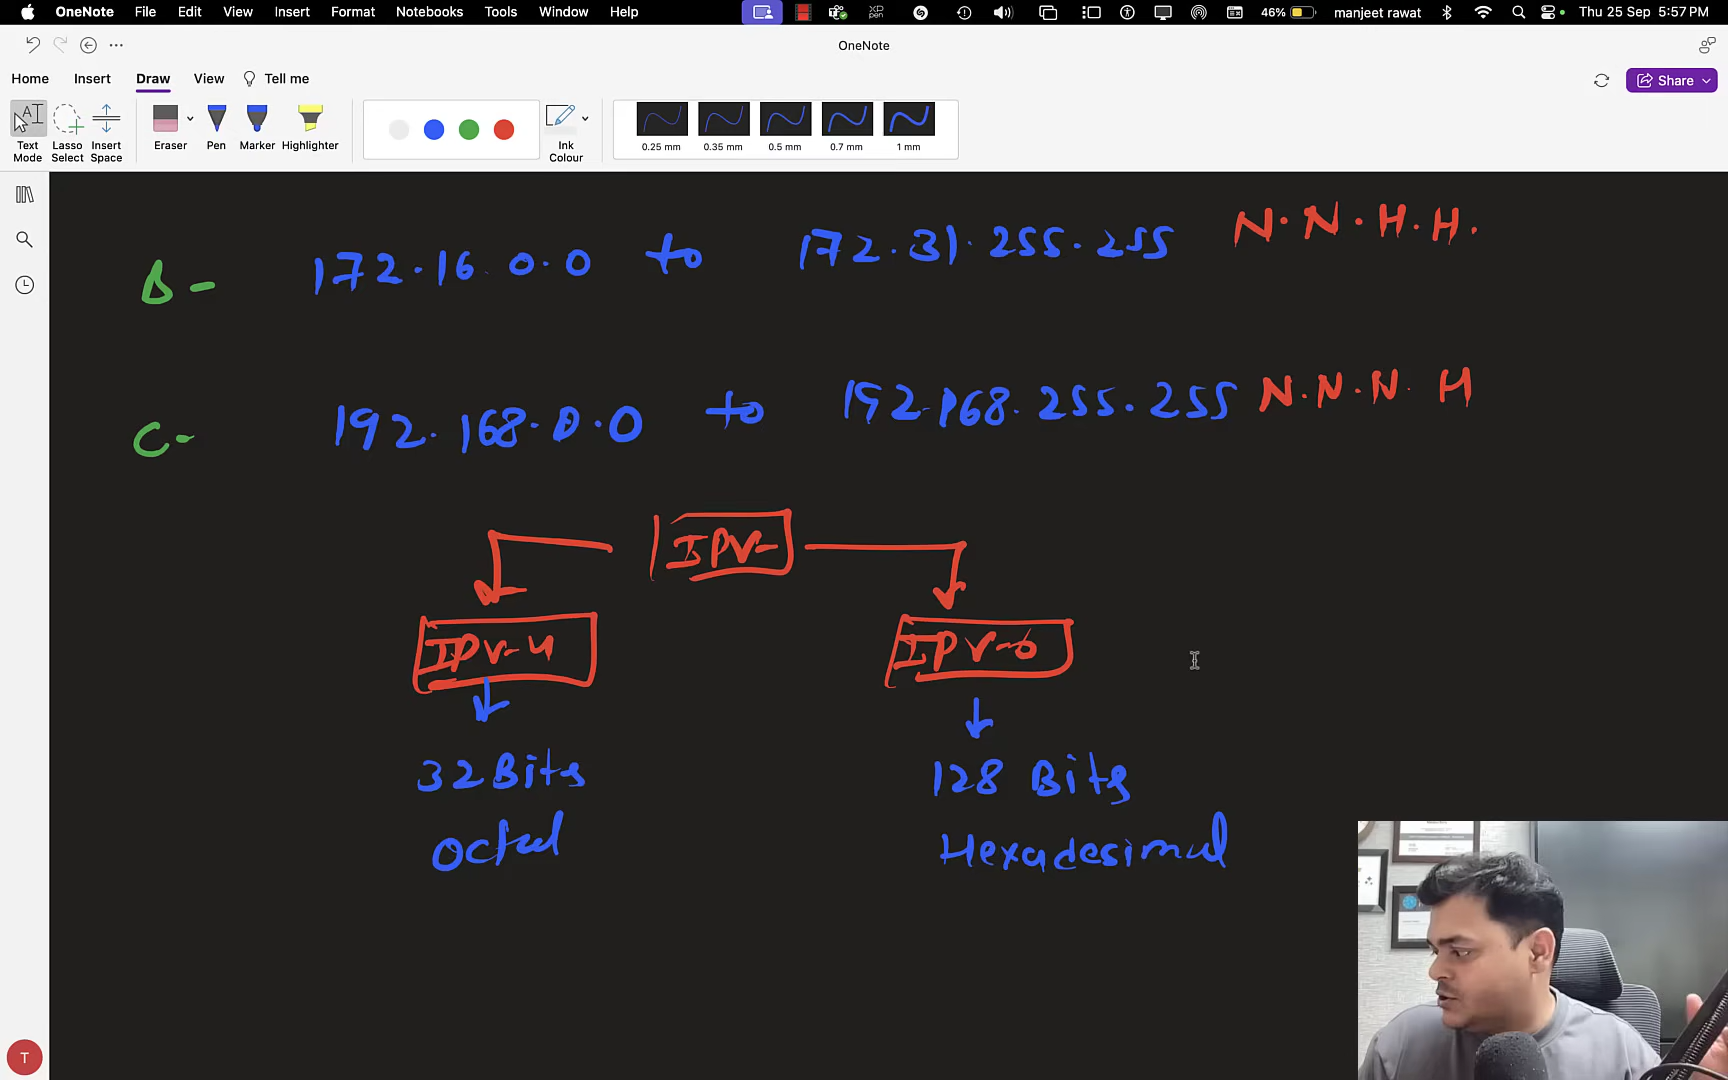 OneNote File Edit View Insert Format Notebooks Tools Window Help XP PEN 46% manjeet rawat Thu 25 Sep 5:57 PM
OneNote
Home Insert Draw View Tell me Share
Text Mode Lasso Select Insert Space Eraser Pen Marker Highlighter Ink Colour 0.25 mm 0.35 mm 0.5 mm 0.7 mm 1 mm
B- 172.16.0.0 to 172.31.255.255 N.N.H.H.
C- 192.168.0.0 to 192.168.255.255 N.N.N.H
IPV-
IPV-4 IPV-6
32 Bits 128 Bits
Octal Hexadesimal
T